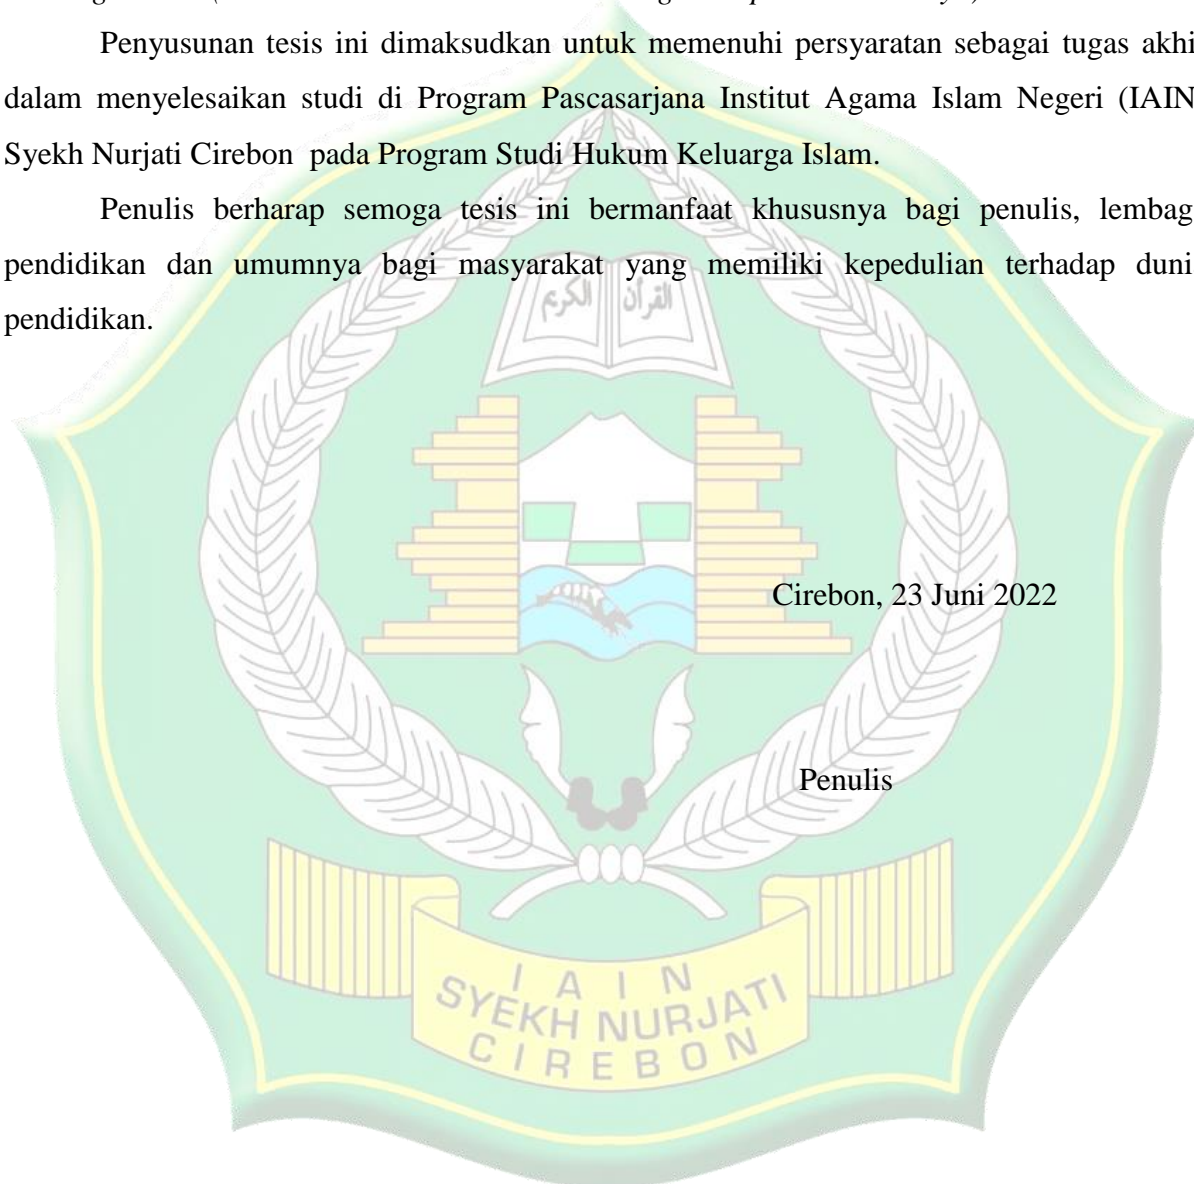 Penyusunan tesis ini dimaksudkan untuk memenuhi persyaratan sebagai tugas akhi
dalam menyelesaikan studi di Program Pascasarjana Institut Agama Islam Negeri (IAIN
Syekh Nurjati Cirebon pada Program Studi Hukum Keluarga Islam.
Penulis berharap semoga tesis ini bermanfaat khususnya bagi penulis, lembag
pendidikan dan umumnya bagi masyarakat yang memiliki kepedulian terhadap duni
pendidikan.
القرآن الكريم
Cirebon, 23 Juni 2022
Penulis
IAIN
SYEKH NURJATI
CIREBON